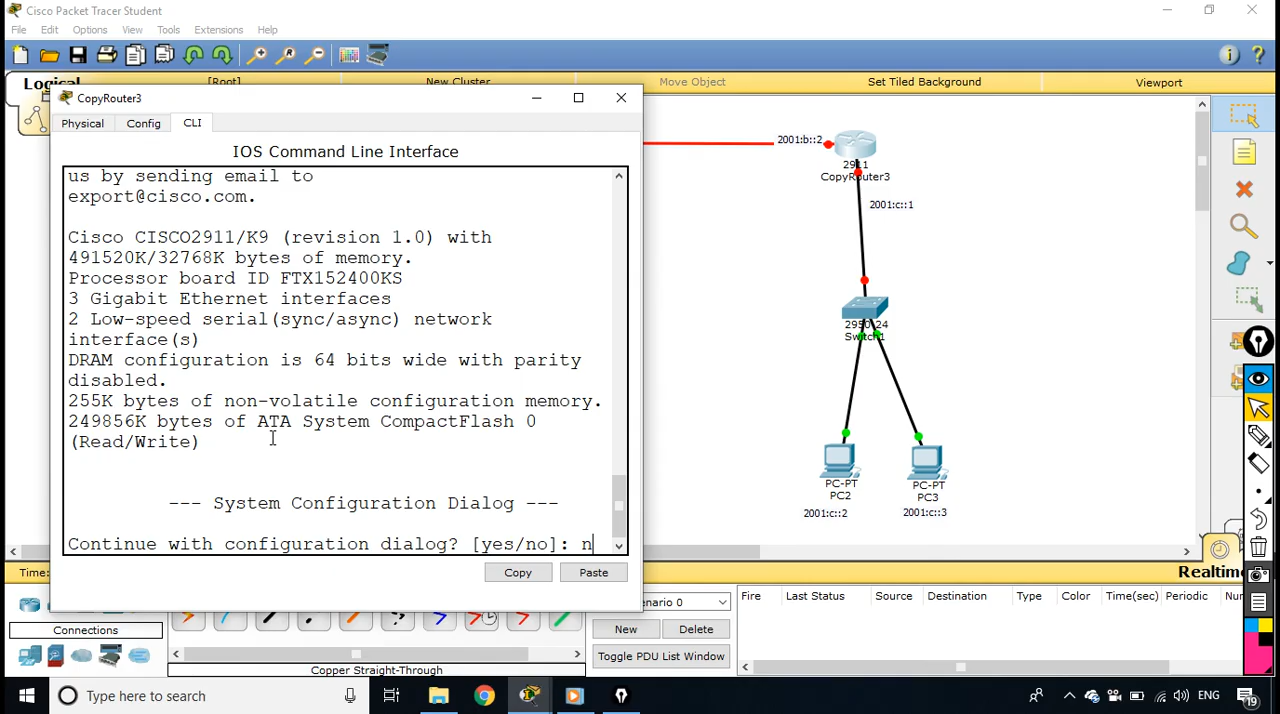 Cisco Packet Tracer Student
File Edit Options View Tools Extensions Help
Logical [Root] New Cluster Move Object Set Tiled Background Viewport
CopyRouter3
Physical Config CLI
IOS Command Line Interface
us by sending email to
export@cisco.com.
Cisco CISCO2911/K9 (revision 1.0) with
491520K/32768K bytes of memory.
Processor board ID FTX152400KS
3 Gigabit Ethernet interfaces
2 Low-speed serial(sync/async) network
interface(s)
DRAM configuration is 64 bits wide with parity
disabled.
255K bytes of non-volatile configuration memory.
249856K bytes of ATA System CompactFlash 0
(Read/Write)
--- System Configuration Dialog ---
Continue with configuration dialog? [yes/no]: n
Copy Paste
2001:b::2
2911
CopyRouter3
2001:c::1
2950-24
Switch1
PC-PT
PC2
2001:c::2
PC-PT
PC3
2001:c::3
Time:
Realtime
Connections
Copper Straight-Through
enario 0
New Delete
Toggle PDU List Window
Fire Last Status Source Destination Type Color Time(sec) Periodic Nur
Type here to search
ENG
19